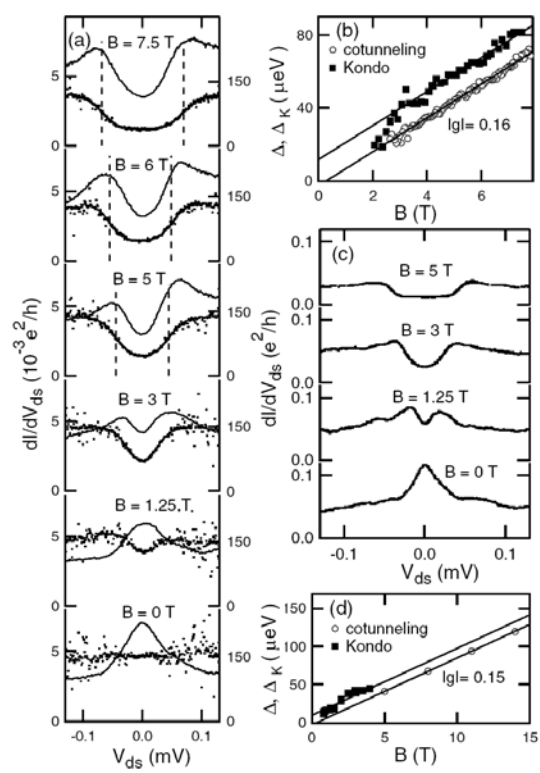 (a)
B = 7.5 T
5
150
0
B = 6 T
5
150
0
B = 5 T
5
150
0
B = 3 T
5
150
0
B = 1.25 T
5
150
0
B = 0 T
5
150
0
-0.1 0.0 0.1
V_ds (mV)
dI/dV_ds (10^-3 e^2/h)
(b)
○ cotunneling
■ Kondo
|g| = 0.16
80
40
0
2 4 6
B (T)
Δ, Δ_K (μeV)
(c)
B = 5 T
0.1
0.0
B = 3 T
0.1
0.0
B = 1.25 T
0.1
0.0
B = 0 T
0.1
0.0
-0.1 0.0 0.1
V_ds (mV)
dI/dV_ds (e^2/h)
(d)
○ cotunneling
■ Kondo
|g| = 0.15
150
100
50
0
0 5 10 15
B (T)
Δ, Δ_K (μeV)